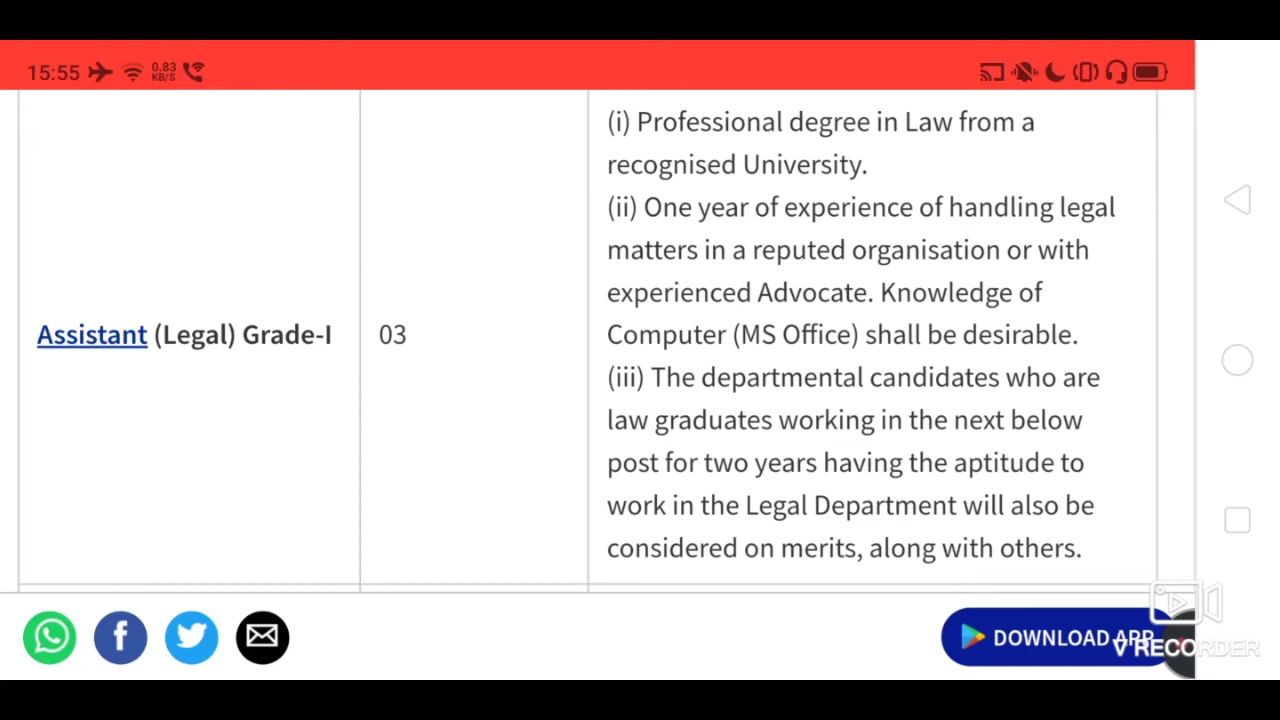 15:55 0.83 KB/S
(i) Professional degree in Law from a
recognised University.
(ii) One year of experience of handling legal
matters in a reputed organisation or with
experienced Advocate. Knowledge of
Assistant (Legal) Grade-I 03 Computer (MS Office) shall be desirable.
(iii) The departmental candidates who are
law graduates working in the next below
post for two years having the aptitude to
work in the Legal Department will also be
considered on merits, along with others.
DOWNLOAD APP
V RECORDER